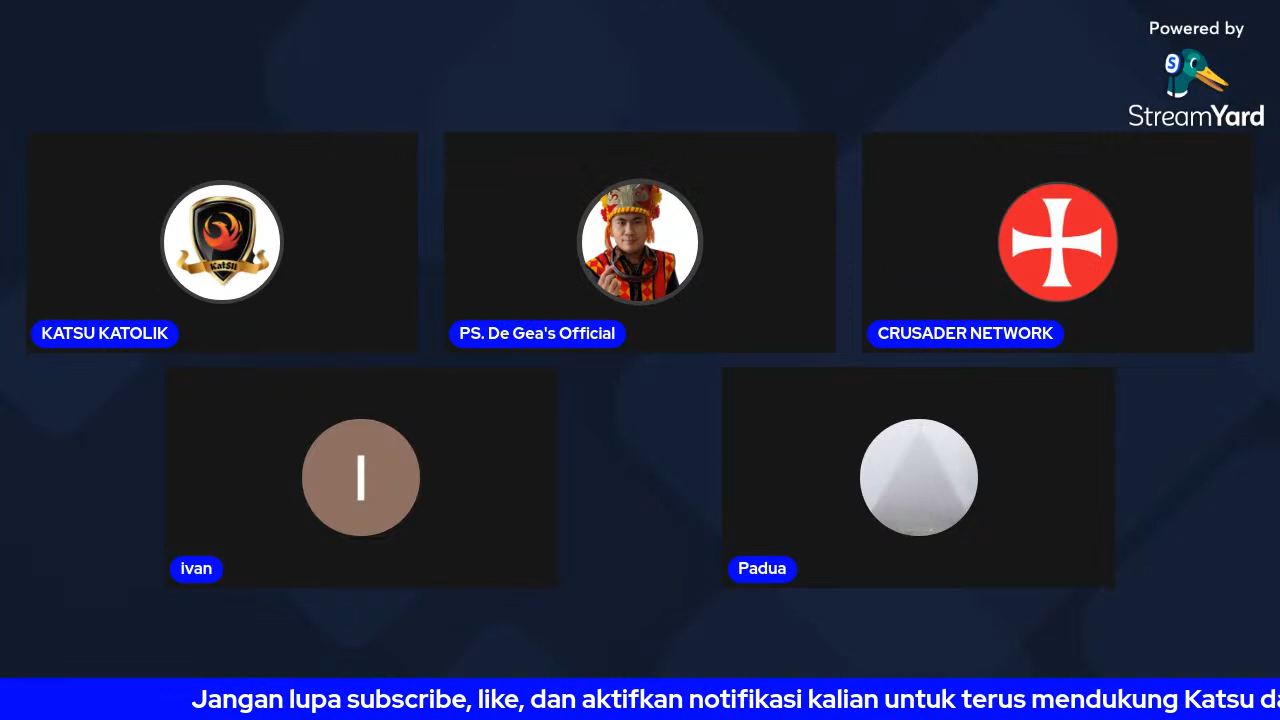 Powered by
StreamYard
KatSU
KATSU KATOLIK
PS. De Gea's Official
CRUSADER NETWORK
I
ivan
Padua
Jangan lupa subscribe, like, dan aktifkan notifikasi kalian untuk terus mendukung Katsu